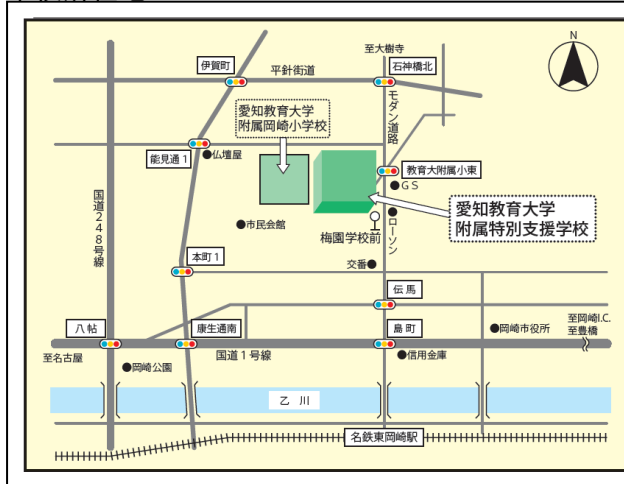 至大樹寺
N
伊賀町
平針街道
石神橋北
モダン道路
愛知教育大学
附属岡崎小学校
能見通1
●仏壇屋
教育大附属小東
●GS
国道248号線
愛知教育大学
附属特別支援学校
●市民会館
梅園学校前
●ローソン
本町1
交番●
伝馬
八帖
康生通南
島町
●岡崎市役所
至岡崎I.C.
至豊橋
至名古屋
国道1号線
●信用金庫
●岡崎公園
乙川
名鉄東岡崎駅